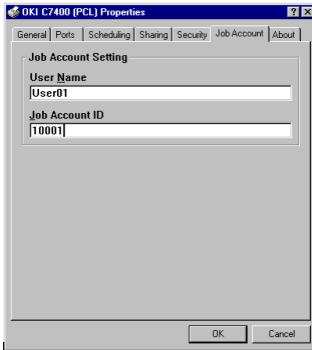 OKI C7400 (PCL) Properties
General Ports Scheduling Sharing Security Job Account About
Job Account Setting
User Name
User01
Job Account ID
10001
OK Cancel